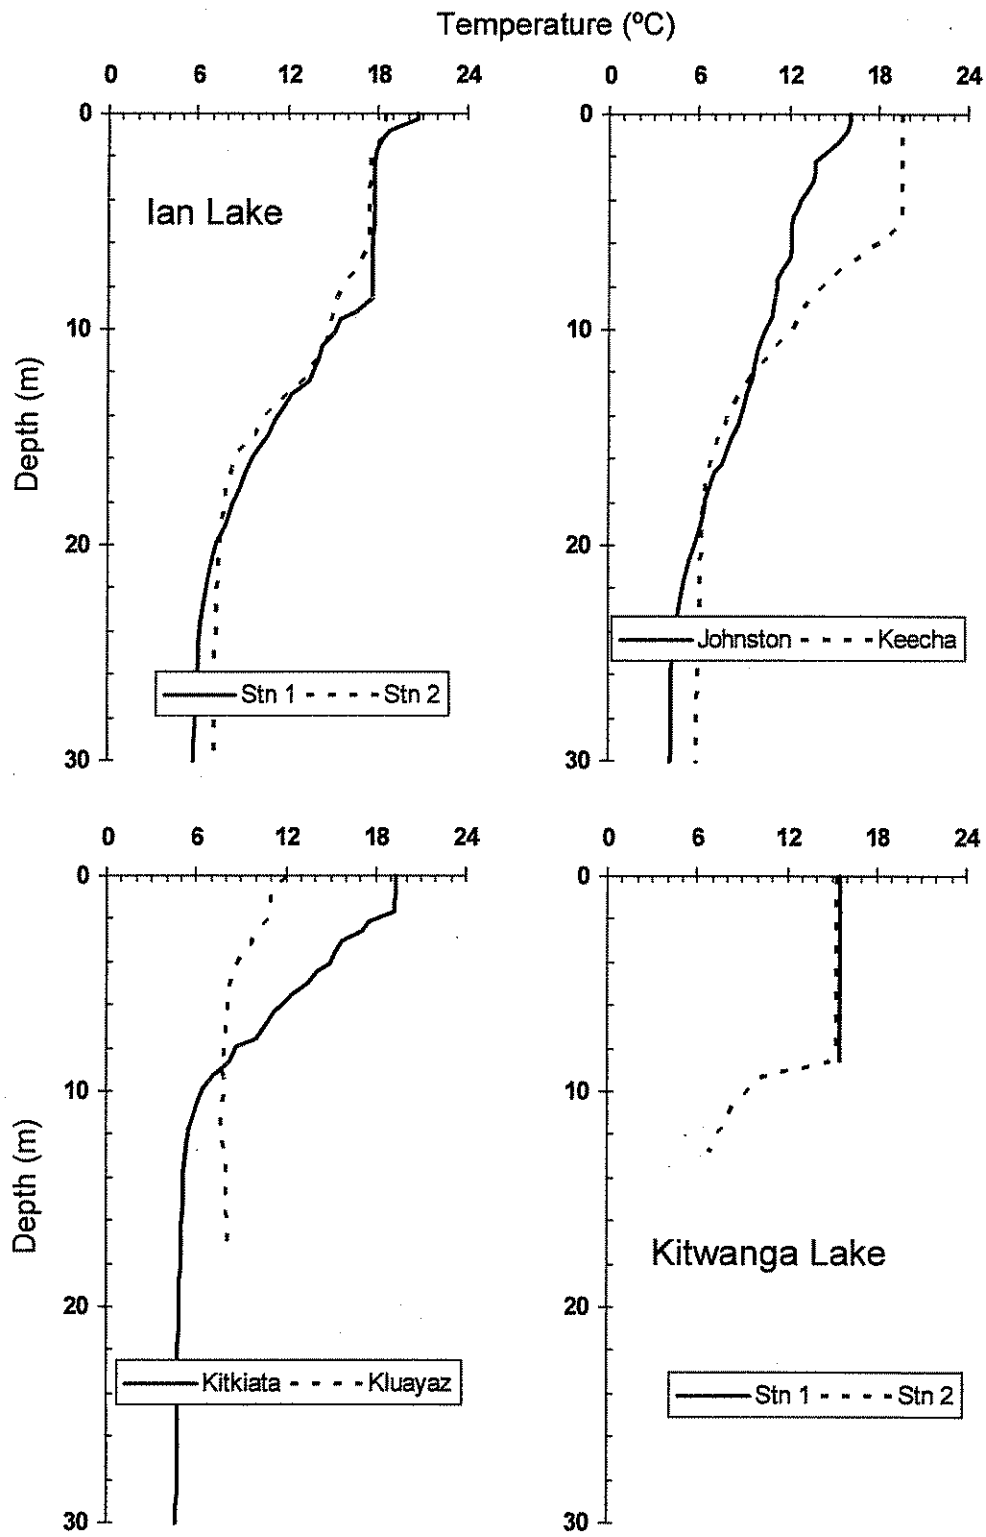 Temperature (ºC)
0 6 12 18 24
0 6 12 18 24
0
10
20
30
Depth (m)
Ian Lake
Stn 1 Stn 2
0
10
20
30
Johnston Keecha
0 6 12 18 24
0 6 12 18 24
0
10
20
30
Depth (m)
Kitkiata Kluayaz
0
10
20
30
Kitwanga Lake
Stn 1 Stn 2